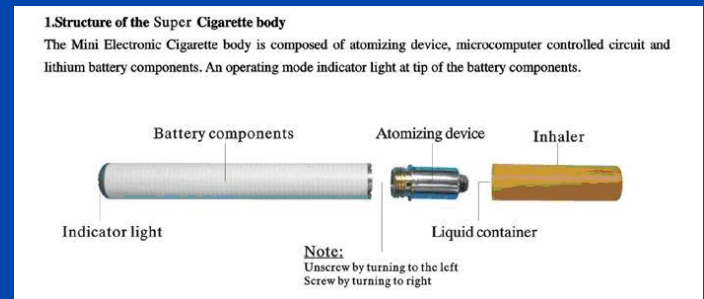 1.Structure of the Super Cigarette body
The Mini Electronic Cigarette body is composed of atomizing device, microcomputer controlled circuit and
lithium battery components. An operating mode indicator light at tip of the battery components.
Battery components
Atomizing device
Inhaler
Indicator light
Liquid container
Note:
Unscrew by turning to the left
Screw by turning to right